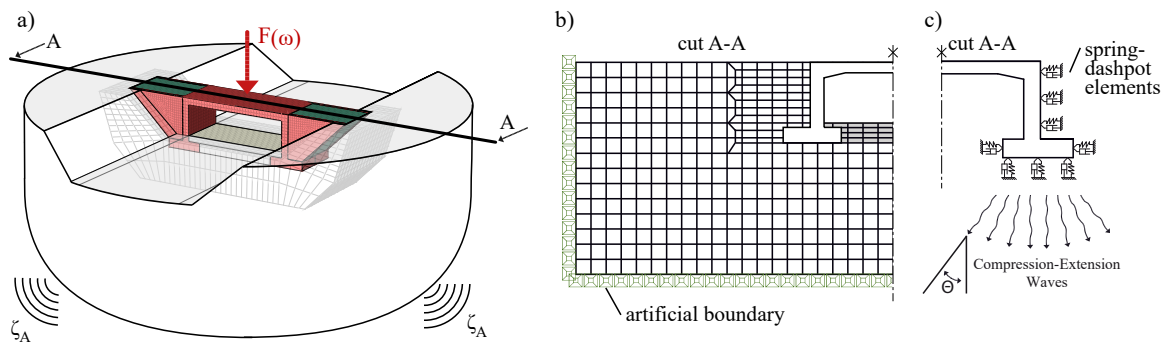 a)
A
F(ω)
A
ζA
ζA
b)
cut A-A
artificial boundary
c)
cut A-A
spring-
dashpot
elements
Compression-Extension
Waves
Θ